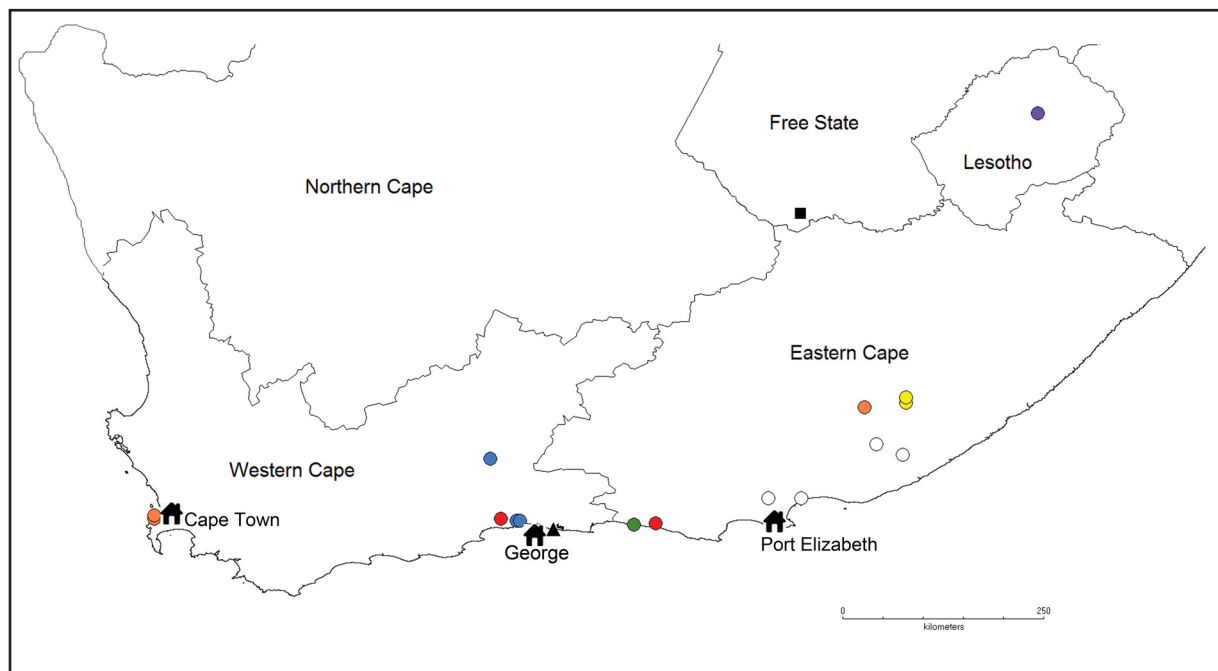 Free State
Lesotho
Northern Cape
Eastern Cape
Western Cape
Cape Town
George
Port Elizabeth
0 250
kilometers